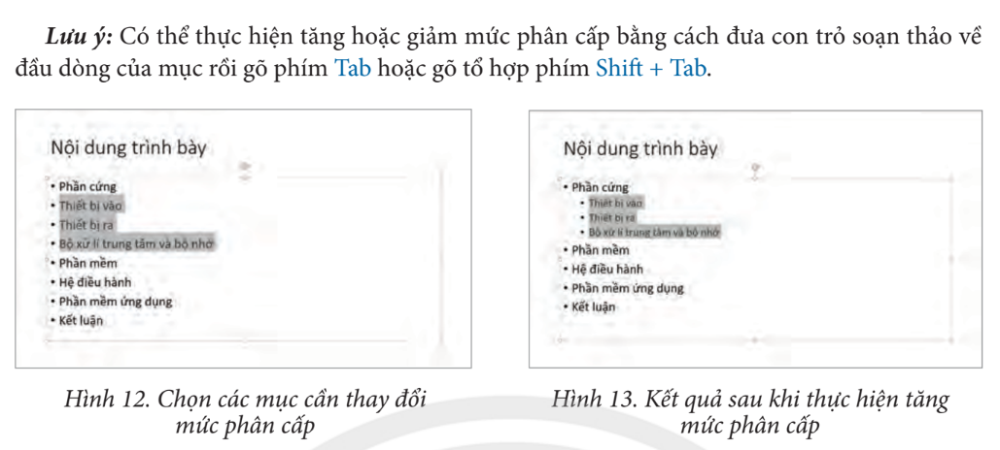 Lưu ý: Có thể thực hiện tăng hoặc giảm mức phân cấp bằng cách đưa con trỏ soạn thảo về
đầu dòng của mục rồi gõ phím Tab hoặc gõ tổ hợp phím Shift + Tab.
Nội dung trình bày
• Phần cứng
• Thiết bị vào
• Thiết bị ra
• Bộ xử lí trung tâm và bộ nhớ
• Phần mềm
• Hệ điều hành
• Phần mềm ứng dụng
• Kết luận
Hình 12. Chọn các mục cần thay đổi
mức phân cấp
Nội dung trình bày
• Phần cứng
• Thiết bị vào
• Thiết bị ra
• Bộ xử lí trung tâm và bộ nhớ
• Phần mềm
• Hệ điều hành
• Phần mềm ứng dụng
• Kết luận
Hình 13. Kết quả sau khi thực hiện tăng
mức phân cấp